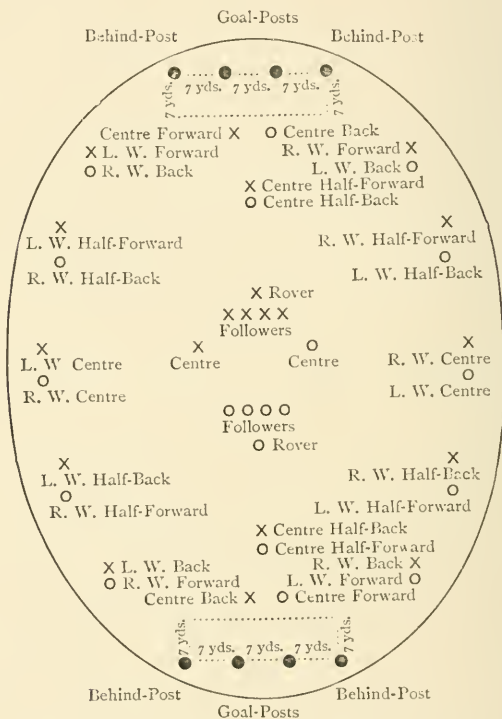 Goal-Posts
Behind-Post Behind-Post
7 yds. 7 yds. 7 yds.
7 yds. 7 yds.
Centre Forward X O Centre Back
X L. W. Forward R. W. Forward X
O R. W. Back L. W. Back O
X Centre Half-Forward
O Centre Half-Back
X X
L. W. Half-Forward R. W. Half-Forward
O O
R. W. Half-Back L. W. Half-Back
X Rover
X X X X
Followers
X X O X
L. W Centre Centre Centre R. W. Centre
O O
R. W. Centre L. W. Centre
O O O O
Followers
O Rover
X X
L. W. Half-Back R. W. Half-Back
O O
R. W. Half-Forward L. W. Half-Forward
X Centre Half-Back
O Centre Half-Forward
X L. W. Back R. W. Back X
O R. W. Forward L. W. Forward O
Centre Back X O Centre Forward
7 yds. 7 yds.
7 yds. 7 yds. 7 yds.
Behind-Post Behind-Post
Goal-Posts